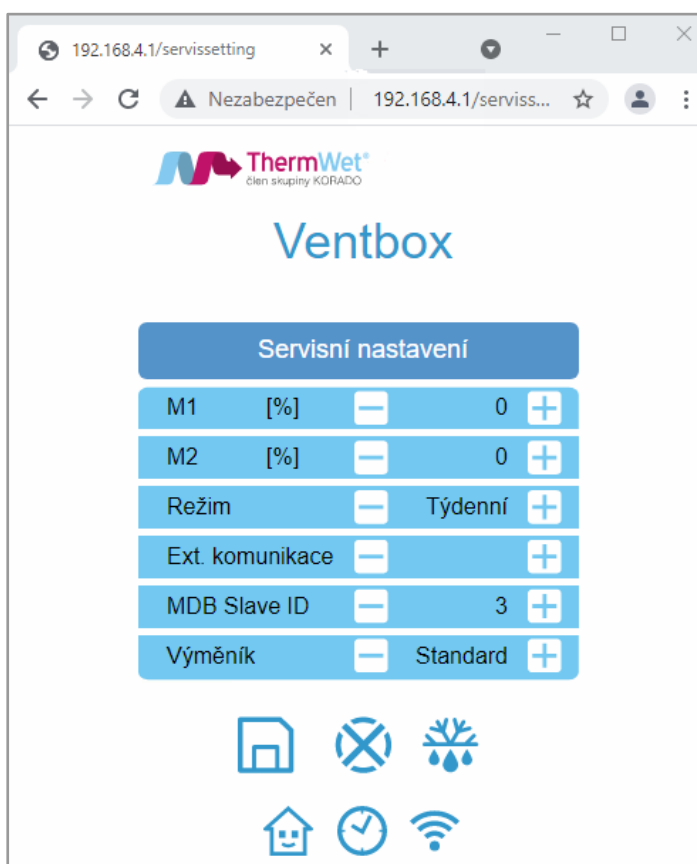 192.168.4.1/servissetting
Nezabezpečen | 192.168.4.1/serviss...
ThermWet®
člen skupiny KORADO
Ventbox
Servisní nastavení
M1 [%] 0
M2 [%] 0
Režim Týdenní
Ext. komunikace
MDB Slave ID 3
Výměník Standard